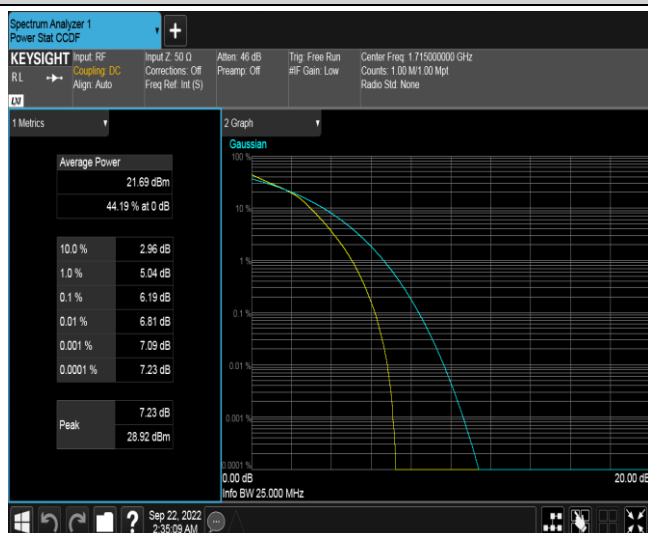 Spectrum Analyzer 1
Power Stat CCDF
+
KEYSIGHT
RL
LXI
Input: RF
Coupling: DC
Align: Auto
Input Z: 50 Ω
Corrections: Off
Freq Ref: Int (S)
Atten: 46 dB
Preamp: Off
Trig: Free Run
#IF Gain: Low
Center Freq: 1.715000000 GHz
Counts: 1.00 M/1.00 Mpt
Radio Std: None
1 Metrics
Average Power
21.69 dBm
44.19 % at 0 dB
10.0 % 2.96 dB
1.0 % 5.04 dB
0.1 % 6.19 dB
0.01 % 6.81 dB
0.001 % 7.09 dB
0.0001 % 7.23 dB
Peak
7.23 dB
28.92 dBm
2 Graph
Gaussian
100 %
10 %
1 %
0.1 %
0.01 %
0.001 %
0.0001 %
0.00 dB 20.00 dB
Info BW 25.000 MHz
?
Sep 22, 2022
2:35:09 AM